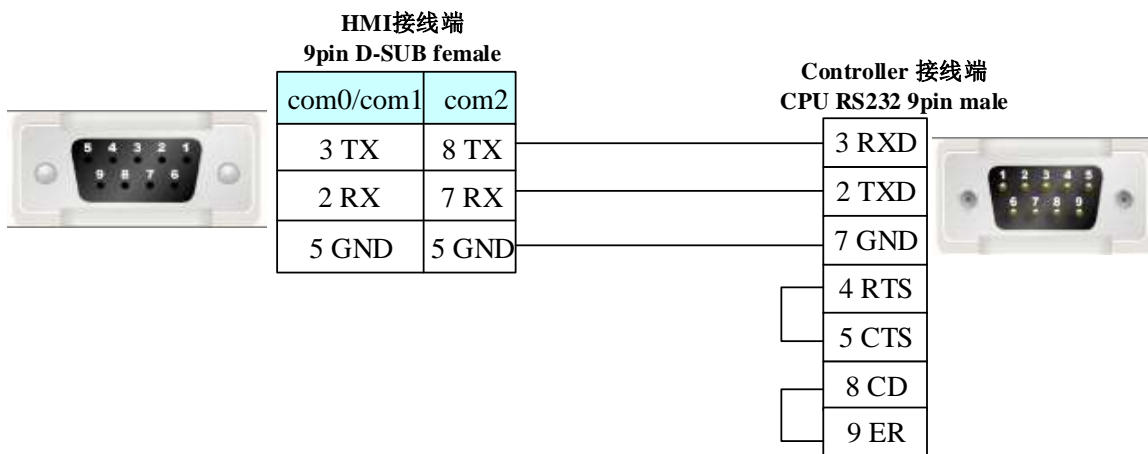 HMI接线端
9pin D-SUB female
com0/com1 com2
3 TX 8 TX
2 RX 7 RX
5 GND 5 GND
5 4 3 2 1
9 8 7 6
Controller 接线端
CPU RS232 9pin male
3 RXD
2 TXD
7 GND
4 RTS
5 CTS
8 CD
9 ER
1 2 3 4 5
6 7 8 9